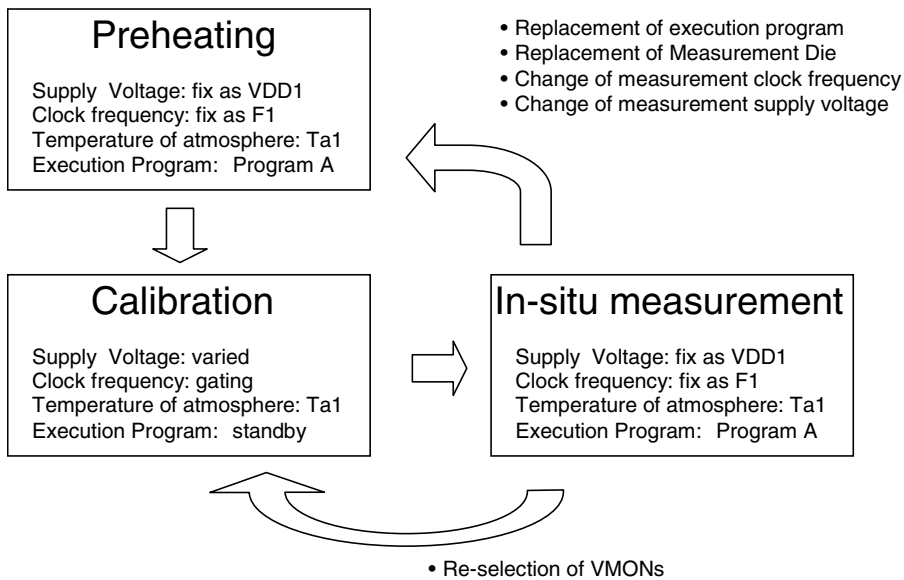 Preheating
Supply Voltage: fix as VDD1
Clock frequency: fix as F1
Temperature of atmosphere: Ta1
Execution Program: Program A
• Replacement of execution program
• Replacement of Measurement Die
• Change of measurement clock frequency
• Change of measurement supply voltage
Calibration
Supply Voltage: varied
Clock frequency: gating
Temperature of atmosphere: Ta1
Execution Program: standby
In-situ measurement
Supply Voltage: fix as VDD1
Clock frequency: fix as F1
Temperature of atmosphere: Ta1
Execution Program: Program A
• Re-selection of VMONs